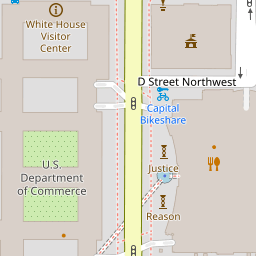 White House
Visitor
Center
D Street Northwest
Capital
Bikeshare
U.S.
Department
of Commerce
Justice
Reason